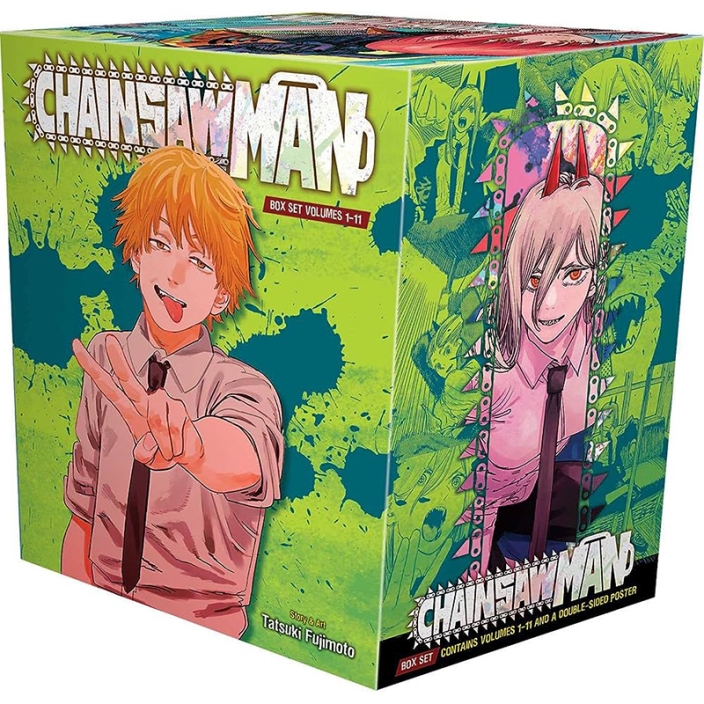 CHAINSAW MAN
BOX SET VOLUMES 1-11
Story & Art
Tatsuki Fujimoto
CHAINSAW MAN
BOX SET CONTAINS VOLUMES 1-11 AND A DOUBLE-SIDED POSTER